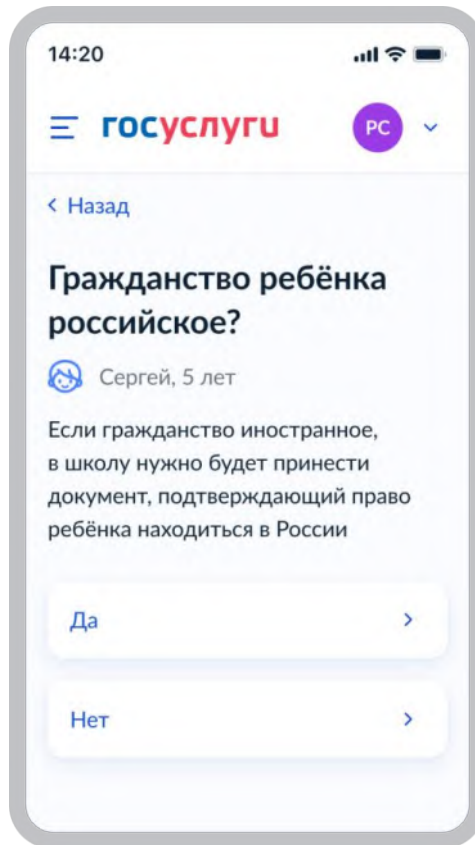 14:20
госуслуги
РС
Назад
Гражданство ребёнка
российское?
Сергей, 5 лет
Если гражданство иностранное,
в школу нужно будет принести
документ, подтверждающий право
ребёнка находиться в России
Да
Нет